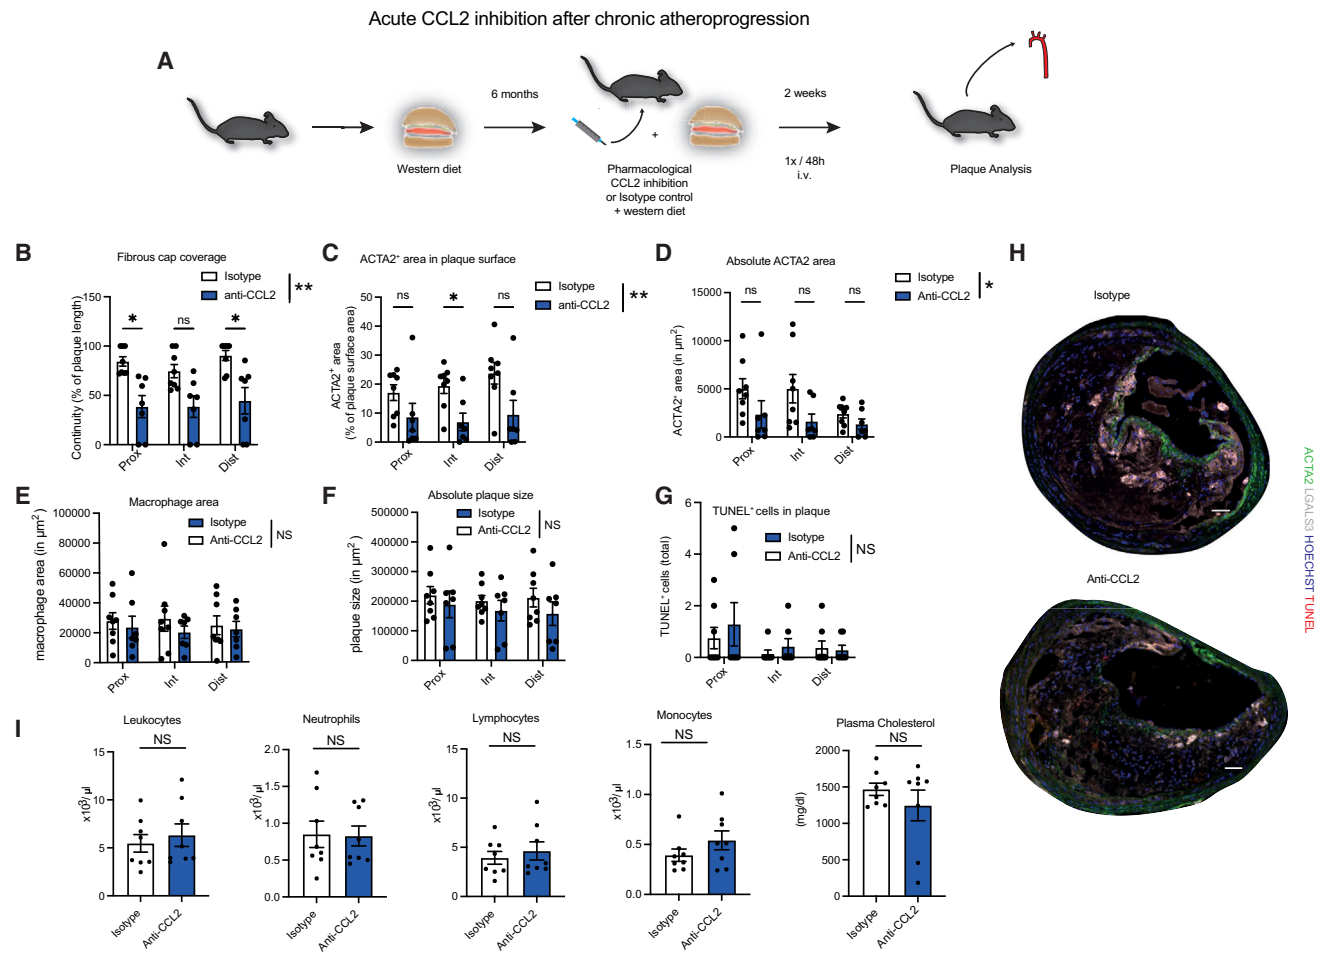 Acute CCL2 inhibition after chronic atheroprogression
A
6 months
2 weeks
+
Western diet
Pharmacological
CCL2 inhibition
or Isotype control
+ western diet
1x / 48h
i.v.
Plaque Analysis
B
Fibrous cap coverage
Isotype
anti-CCL2
**
Continuity (% of plaque length)
150
100
50
0
*
ns
*
Prox
Int
Dist
C
ACTA2+ area in plaque surface
Isotype
anti-CCL2
**
ACTA2+ area
(% of plaque surface area)
50
40
30
20
10
0
ns
*
ns
Prox
Int
Dist
D
Absolute ACTA2 area
Isotype
Anti-CCL2
*
ACTA2+ area (in µm²)
15000
10000
5000
0
ns
ns
ns
Prox
Int
Dist
E
Macrophage area
Isotype
Anti-CCL2
NS
macrophage area (in µm²)
100000
80000
60000
40000
20000
0
Prox
Int
Dist
F
Absolute plaque size
Isotype
Anti-CCL2
NS
plaque size (in µm²)
500000
400000
300000
200000
100000
0
Prox
Int
Dist
G
TUNEL+ cells in plaque
Isotype
Anti-CCL2
NS
TUNEL+ cells (total)
6
4
2
0
Prox
Int
Dist
H
Isotype
Anti-CCL2
ACTA2 LGALS3 HOECHST TUNEL
I
Leukocytes
NS
x10³/ µl
15
10
5
0
Isotype
Anti-CCL2
Neutrophils
NS
x10³/ µl
2.0
1.5
1.0
0.5
0.0
Isotype
Anti-CCL2
Lymphocytes
NS
x10³/ µl
15
10
5
0
Isotype
Anti-CCL2
Monocytes
NS
x10³/ µl
1.5
1.0
0.5
0.0
Isotype
Anti-CCL2
Plasma Cholesterol
NS
(mg/dl)
2000
1500
1000
500
0
Isotype
Anti-CCL2